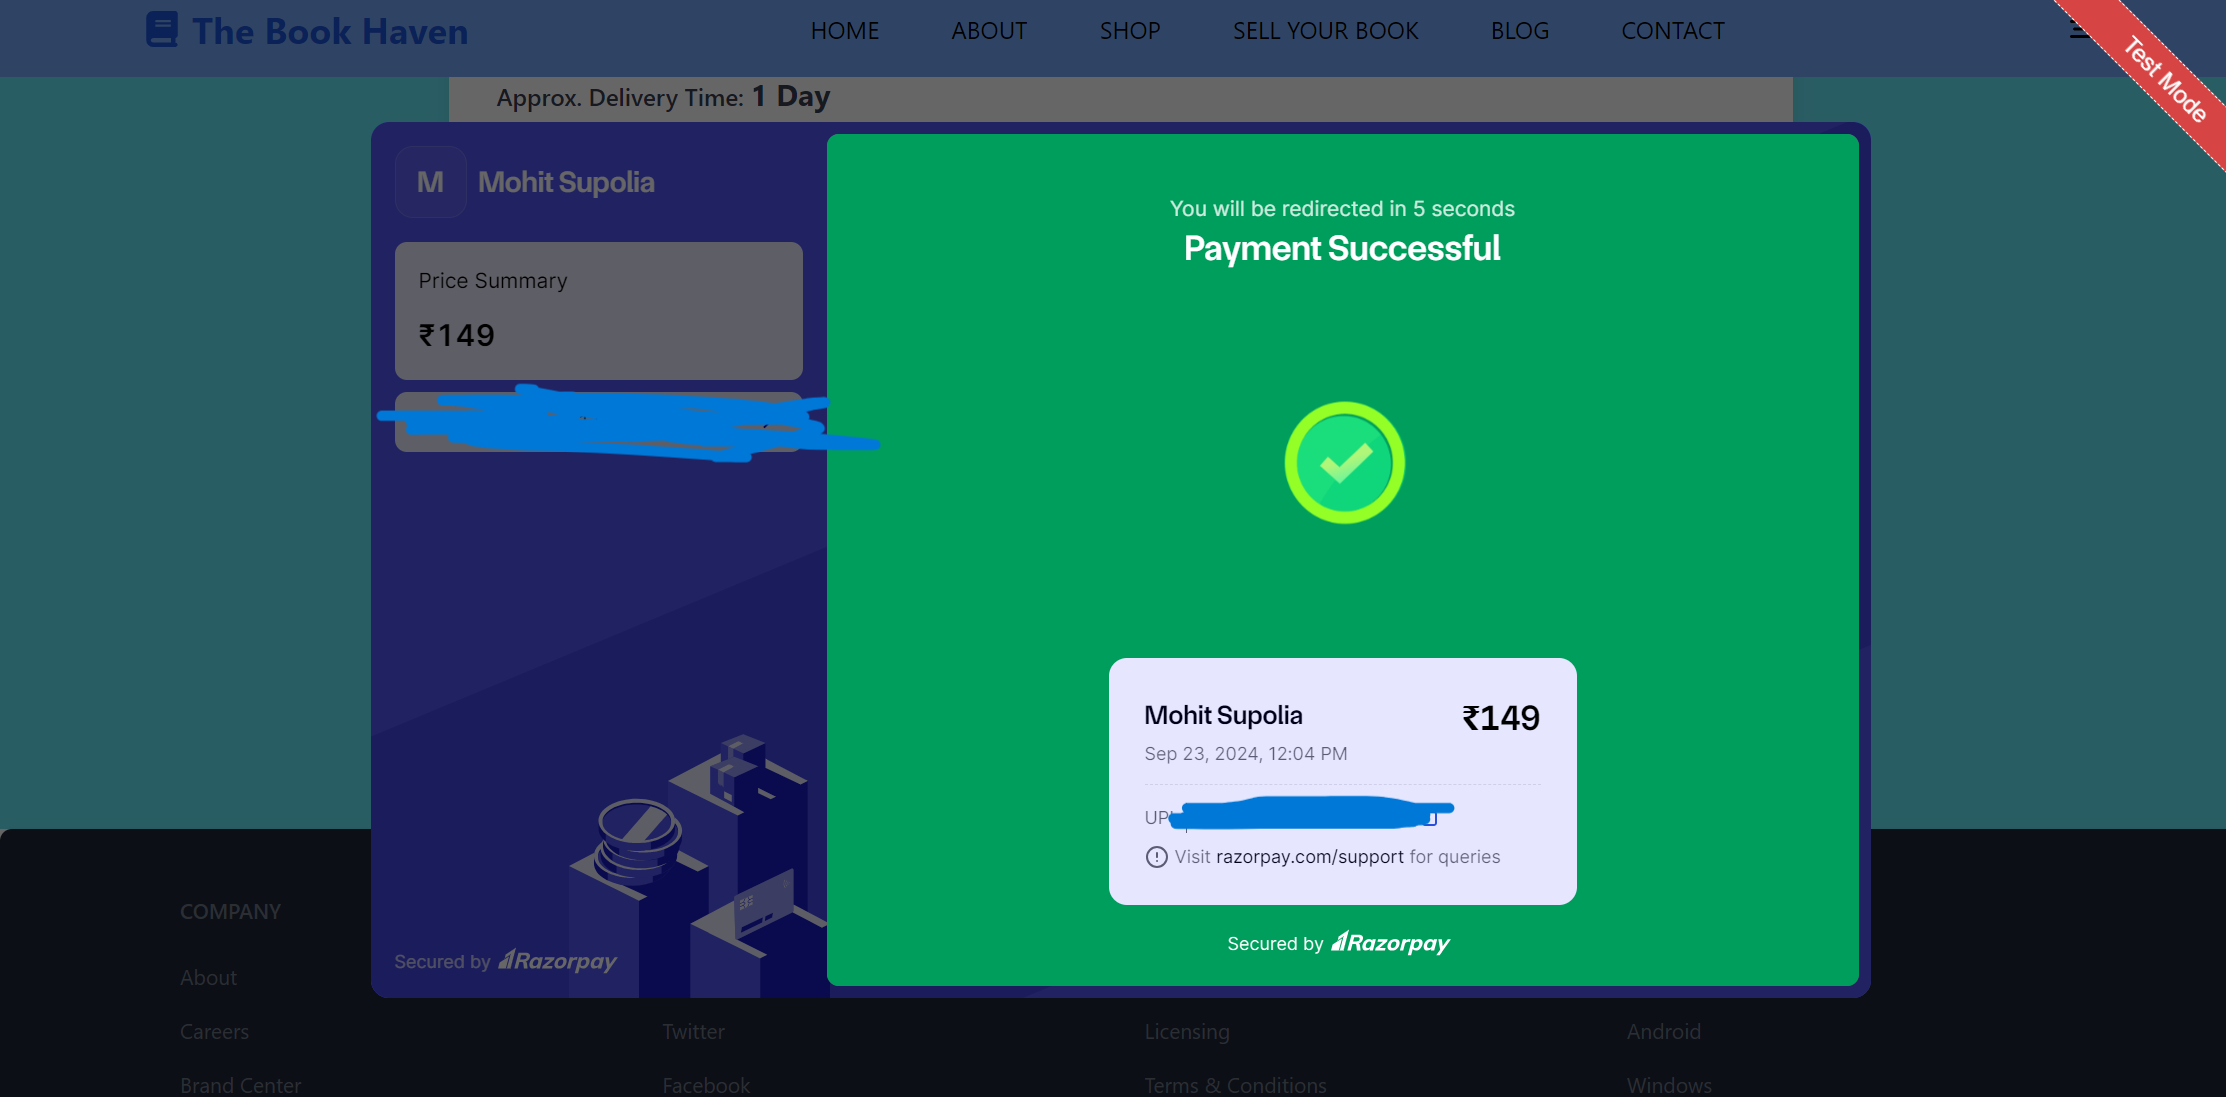 The Book Haven
HOME ABOUT SHOP SELL YOUR BOOK BLOG CONTACT
Test Mode
Approx. Delivery Time: 1 Day
M Mohit Supolia
Price Summary
₹149
You will be redirected in 5 seconds
Payment Successful
Mohit Supolia ₹149
Sep 23, 2024, 12:04 PM
Visit razorpay.com/support for queries
Secured by Razorpay
Secured by Razorpay
COMPANY
About
Careers Twitter Licensing Android
Brand Center Facebook Terms & Conditions Windows